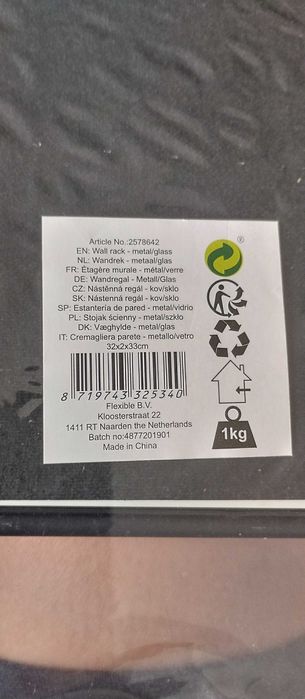 Article No.:2578642
EN: Wall rack - metal/glass
NL: Wandrek - metaal/glas
FR: Étagère murale - métal/verre
DE: Wandregal - Metall/Glas
CZ: Nástěnná regál - kov/sklo
SK: Nástenná regál - kov/sklo
SP: Estantería de pared - metal/vidrio
PL: Stojak ścienny - metal/szkło
DK: Væghylde - metal/glas
IT: Cremagliera parete - metallo/vetro
32x2x33cm
8 719743 325340
Flexible B.V.
Kloosterstraat 22
1411 RT Naarden the Netherlands
Batch no:4877201901
Made in China
®
1kg